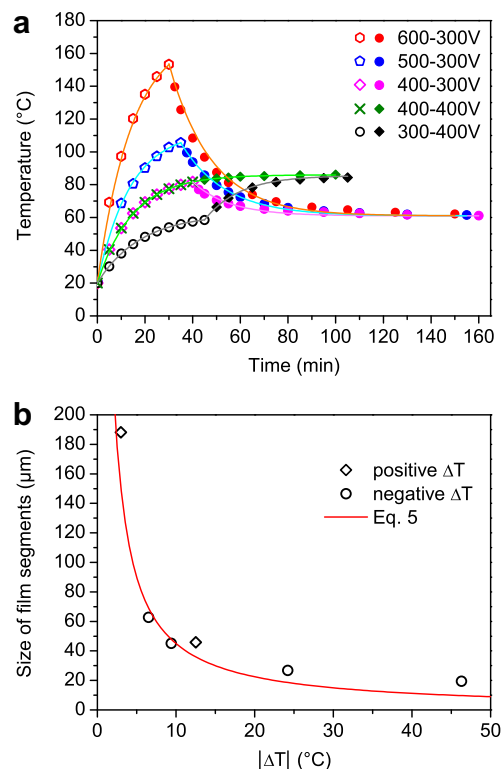 a
180
160
140
120
100
80
60
40
20
0
Temperature (°C)
600-300V
500-300V
400-300V
400-400V
300-400V
0 20 40 60 80 100 120 140 160
Time (min)
b
200
180
160
140
120
100
80
60
40
20
0
Size of film segments (µm)
positive ΔT
negative ΔT
Eq. 5
0 10 20 30 40 50
|ΔT| (°C)